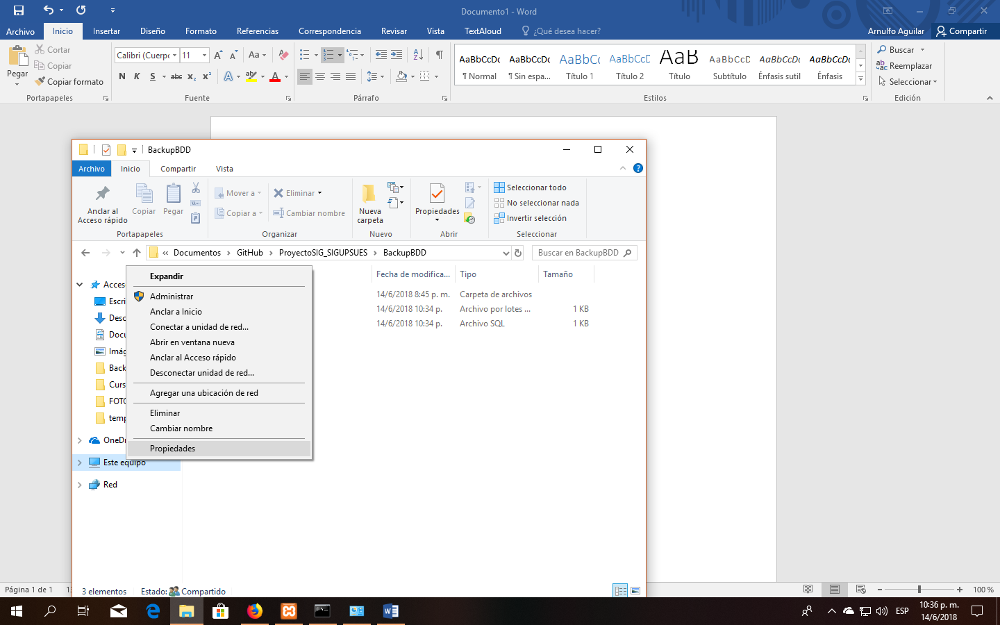 Documento1 - Word
Archivo Inicio Insertar Diseño Formato Referencias Correspondencia Revisar Vista TextAloud ¿Qué desea hacer? Arnulfo Aguilar Compartir
Pegar
Cortar
Copiar
Copiar formato
Portapapeles
Calibri (Cuerpo 11
Aa
N K S abc x₂ x²
A A
Fuente
Párrafo
AaBbCcDc AaBbCcDc AaBbCc AaBbCcE AaB AaBbCcD AaBbCcDc AaBbCcDc
¶ Normal ¶ Sin espa... Título 1 Título 2 Título Subtítulo Énfasis sutil Énfasis
Estilos
Buscar
Reemplazar
Seleccionar
Edición
BackupBDD
Archivo Inicio Compartir Vista
Anclar al
Acceso rápido
Copiar
Pegar
Portapapeles
Mover a
Copiar a
Eliminar
Cambiar nombre
Organizar
Nueva
carpeta
Nuevo
Propiedades
Abrir
Seleccionar todo
No seleccionar nada
Invertir selección
Seleccionar
« Documentos › GitHub › ProyectoSIG_SIGUPSUES › BackupBDD
Buscar en BackupBDD
Fecha de modifica... Tipo Tamaño
14/6/2018 8:45 p. m. Carpeta de archivos
14/6/2018 10:34 p. Archivo por lotes ... 1 KB
14/6/2018 10:34 p. Archivo SQL 1 KB
Acces
Escri
Desc
Docu
Imág
Back
Curs
FOTO
temp
OneDr
Este equipo
Red
Expandir
Administrar
Anclar a Inicio
Conectar a unidad de red...
Abrir en ventana nueva
Anclar al Acceso rápido
Desconectar unidad de red...
Agregar una ubicación de red
Eliminar
Cambiar nombre
Propiedades
3 elementos Estado: Compartido
Página 1 de 1
100 %
ESP
10:36 p. m.
14/6/2018